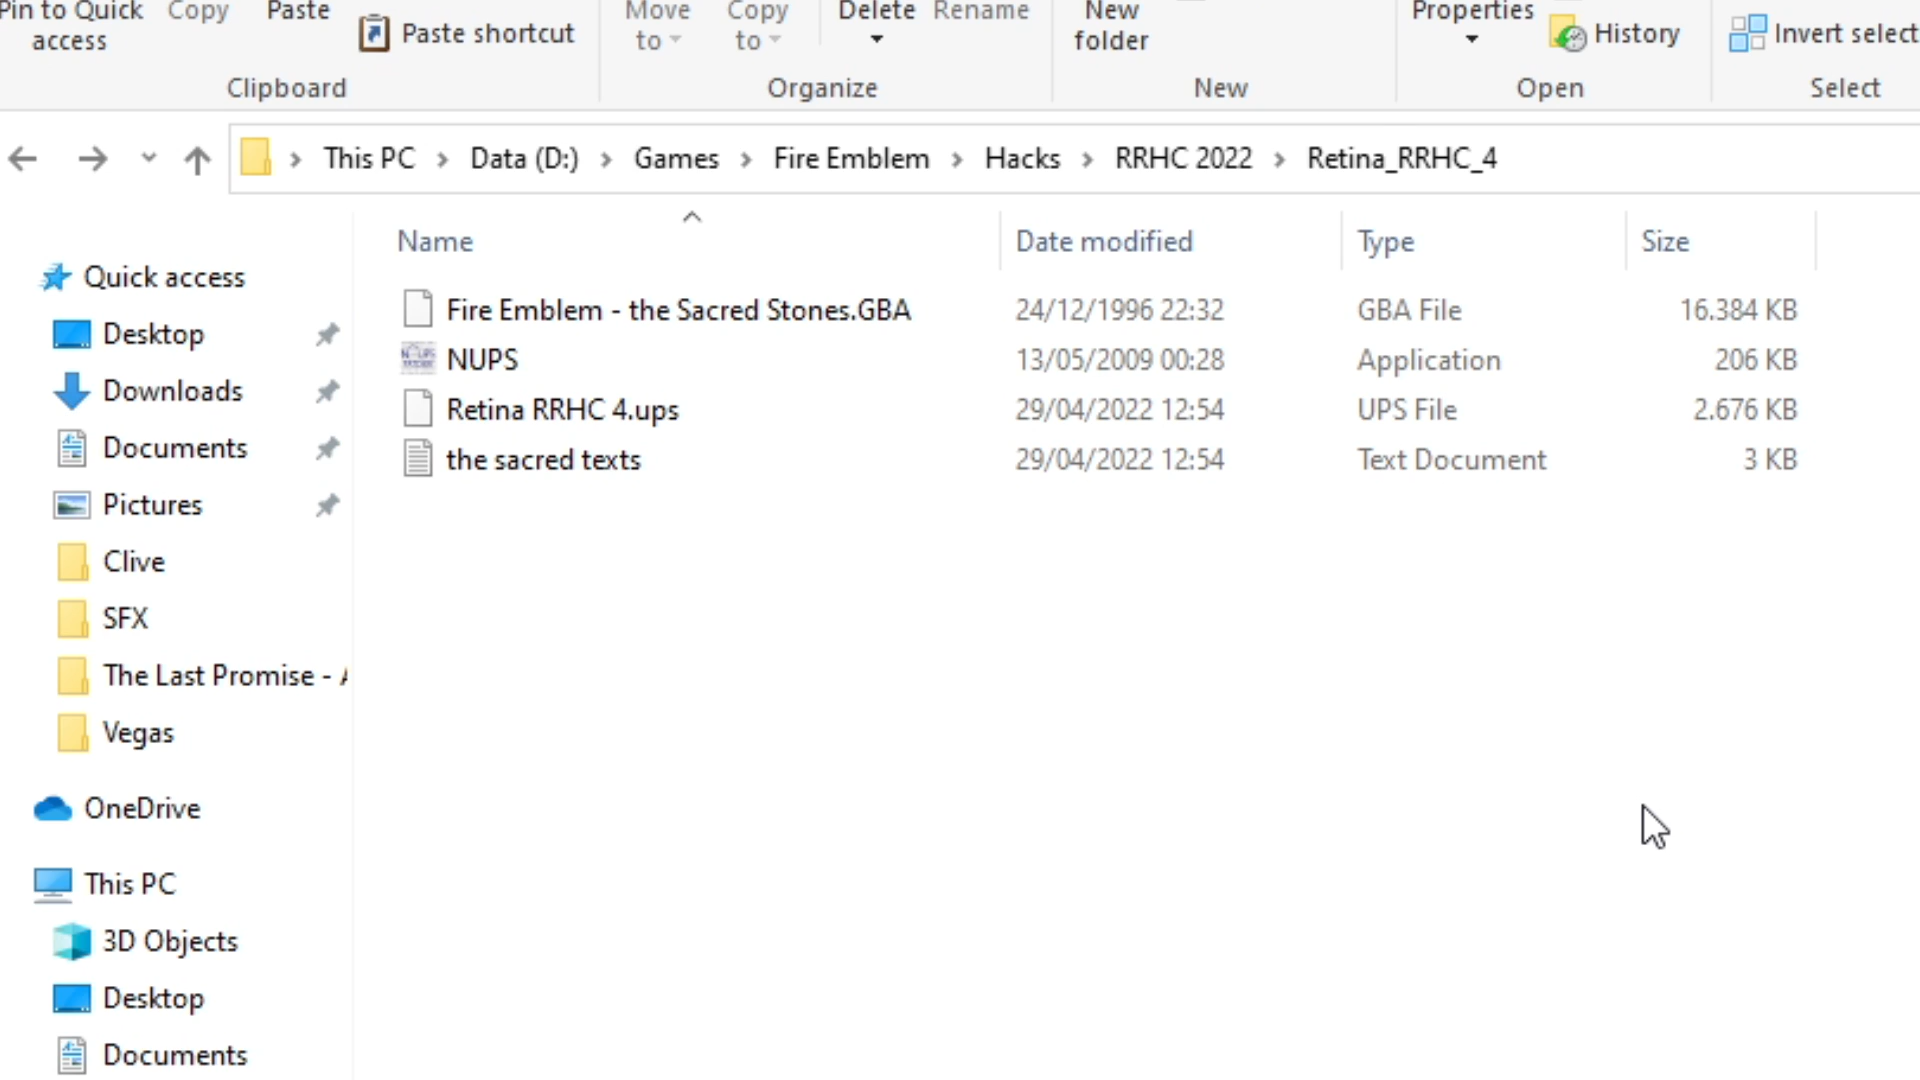 Pin to Quick access
Copy
Paste
Paste shortcut
Clipboard
Move to
Copy to
Delete
Rename
Organize
New folder
New
Properties
History
Open
Invert select
Select
This PC > Data (D:) > Games > Fire Emblem > Hacks > RRHC 2022 > Retina_RRHC_4
Name Date modified Type Size
Fire Emblem - the Sacred Stones.GBA 24/12/1996 22:32 GBA File 16.384 KB
NUPS 13/05/2009 00:28 Application 206 KB
Retina RRHC 4.ups 29/04/2022 12:54 UPS File 2.676 KB
the sacred texts 29/04/2022 12:54 Text Document 3 KB
Quick access
Desktop
Downloads
Documents
Pictures
Clive
SFX
The Last Promise -
Vegas
OneDrive
This PC
3D Objects
Desktop
Documents